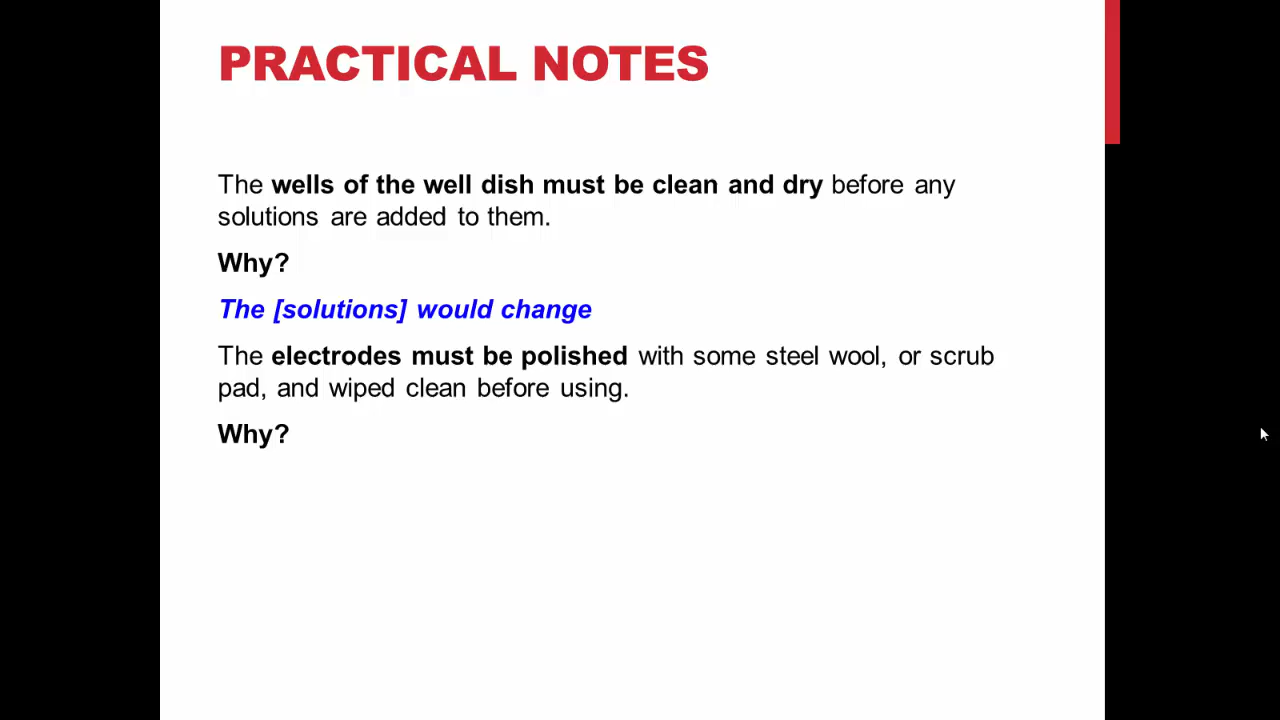 PRACTICAL NOTES
The wells of the well dish must be clean and dry before any
solutions are added to them.
Why?
The [solutions] would change
The electrodes must be polished with some steel wool, or scrub
pad, and wiped clean before using.
Why?